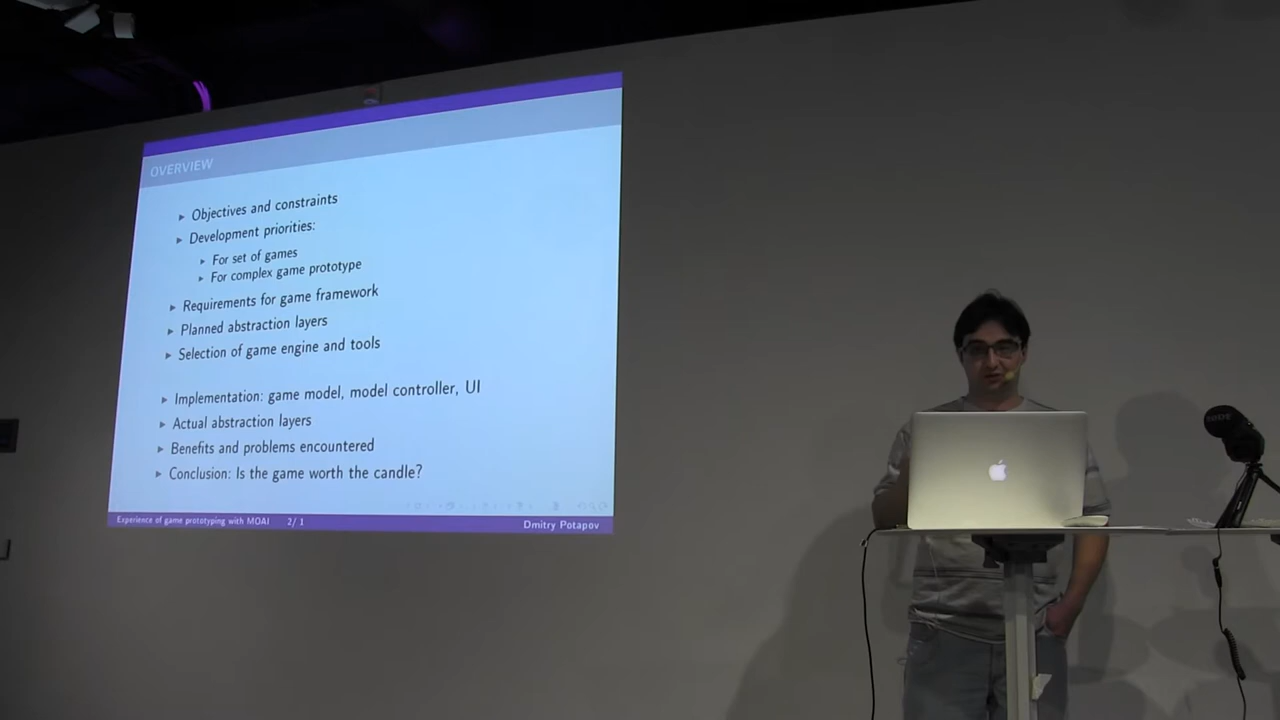 OVERVIEW
Objectives and constraints
Development priorities:
For set of games
For complex game prototype
Requirements for game framework
Planned abstraction layers
Selection of game engine and tools
Implementation: game model, model controller, UI
Actual abstraction layers
Benefits and problems encountered
Conclusion: Is the game worth the candle?
Experience of game prototyping with MOAI 2/ 1 Dmitry Potapov